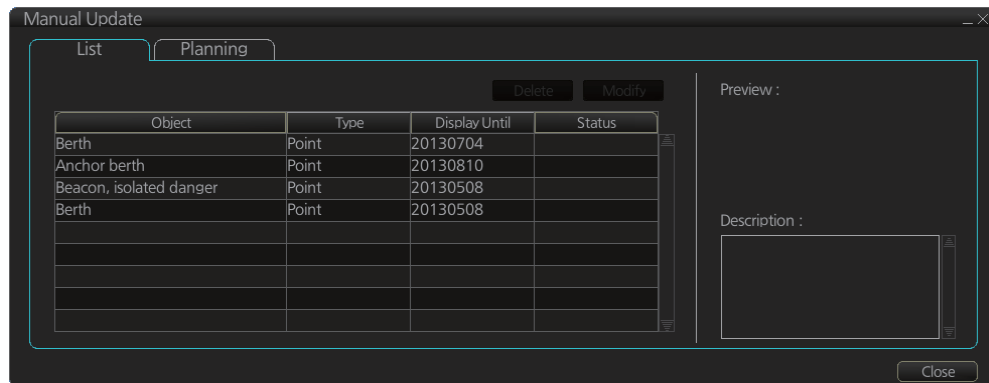 Manual Update
List Planning
Delete Modify
Preview :
Object Type Display Until Status
Berth Point 20130704
Anchor berth Point 20130810
Beacon, isolated danger Point 20130508
Berth Point 20130508
Description :
Close